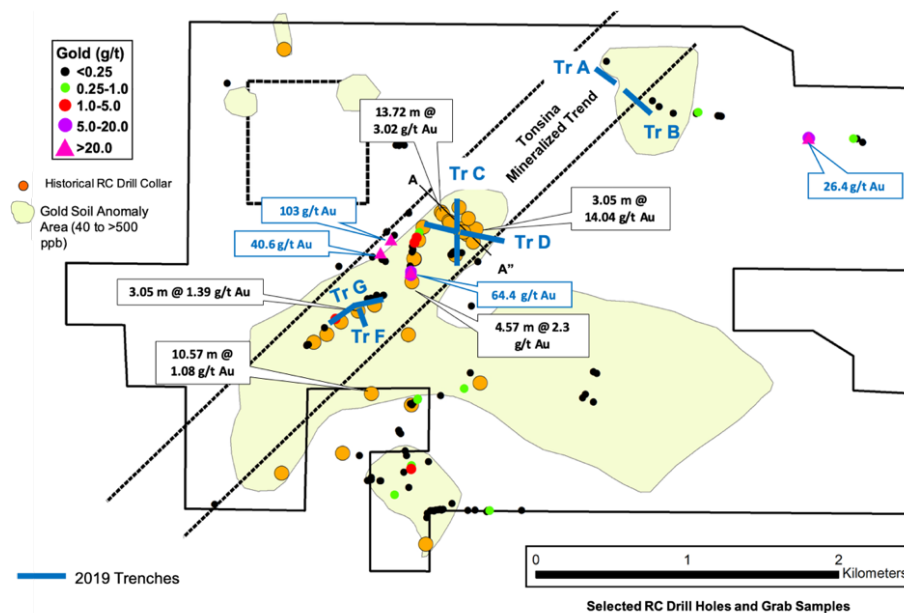 Gold (g/t)
<0.25
0.25-1.0
1.0-5.0
5.0-20.0
>20.0
Historical RC Drill Collar
Gold Soil Anomaly
Area (40 to >500
ppb)
13.72 m @
3.02 g/t Au
Tr A
Tr B
Tonsina
Mineralized Trend
Tr C
A
103 g/t Au
40.6 g/t Au
26.4 g/t Au
3.05 m @
14.04 g/t Au
Tr D
A"
3.05 m @ 1.39 g/t Au
Tr G
Tr F
64.4 g/t Au
4.57 m @ 2.3
g/t Au
10.57 m @
1.08 g/t Au
2019 Trenches
0 1 2
Kilometers
Selected RC Drill Holes and Grab Samples